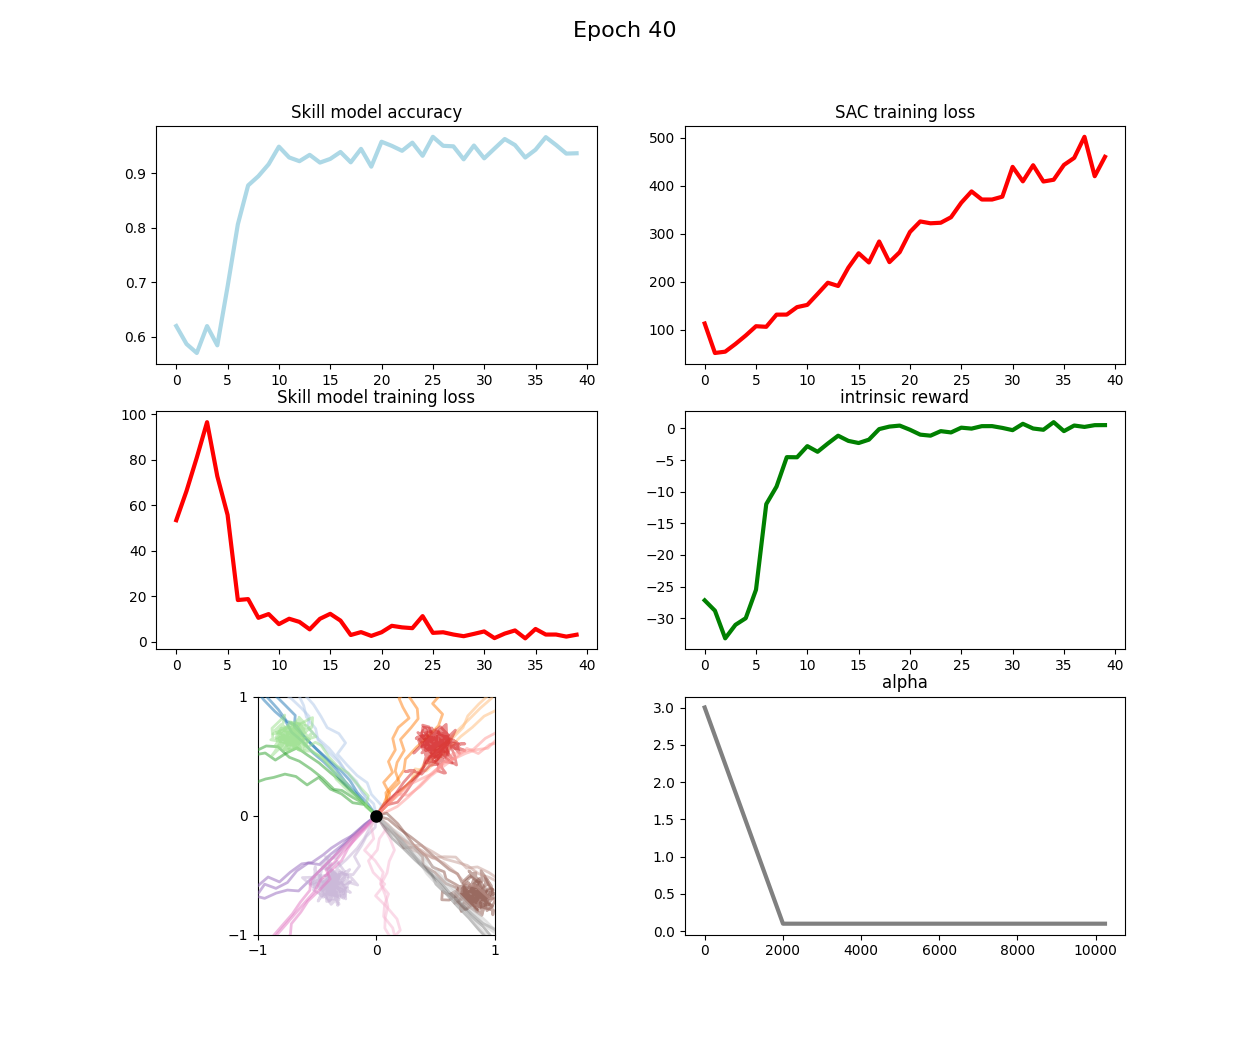 Epoch 40
Skill model accuracy
0.9
0.8
0.7
0.6
0 5 10 15 20 25 30 35 40
SAC training loss
500
400
300
200
100
0 5 10 15 20 25 30 35 40
Skill model training loss
100
80
60
40
20
0
0 5 10 15 20 25 30 35 40
intrinsic reward
0
−5
−10
−15
−20
−25
−30
0 5 10 15 20 25 30 35 40
1
0
−1
−1 0 1
alpha
3.0
2.5
2.0
1.5
1.0
0.5
0.0
0 2000 4000 6000 8000 10000